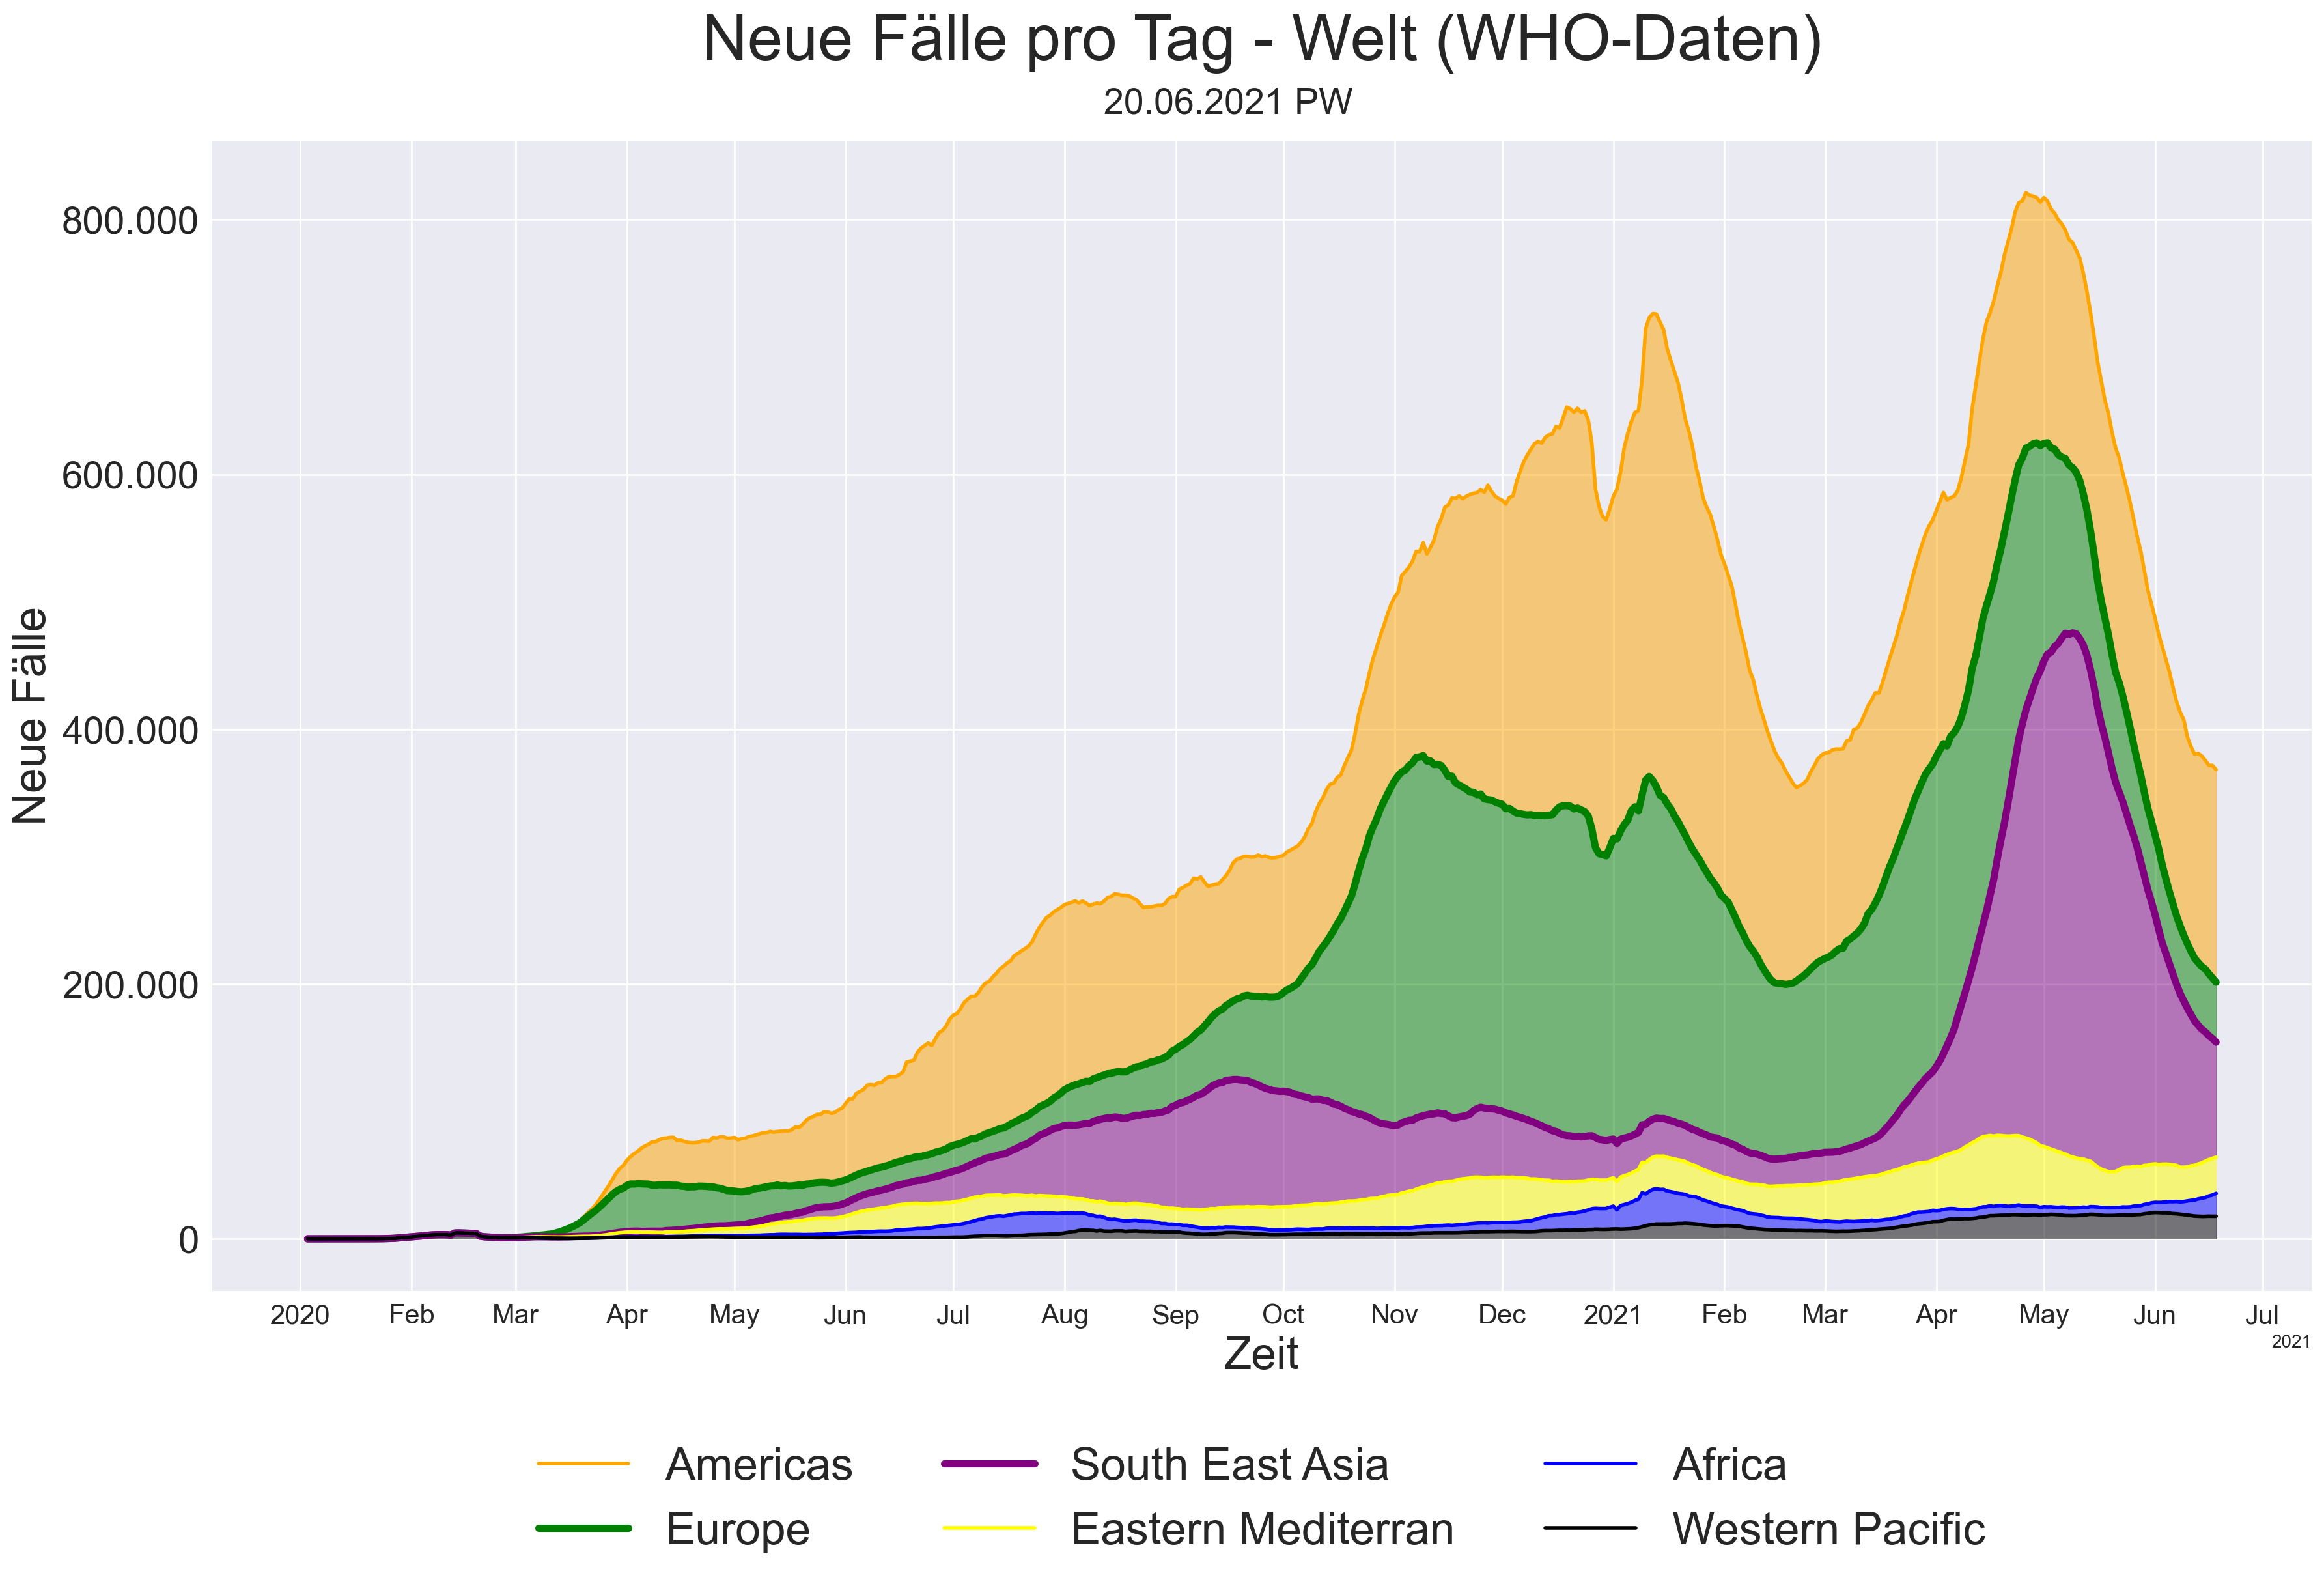 Neue Fälle pro Tag - Welt (WHO-Daten)
20.06.2021 PW
Neue Fälle
800.000
600.000
400.000
200.000
0
2020 Feb Mar Apr May Jun Jul Aug Sep Oct Nov Dec 2021 Feb Mar Apr May Jun Jul
2021
Zeit
Americas South East Asia Africa
Europe Eastern Mediterran Western Pacific